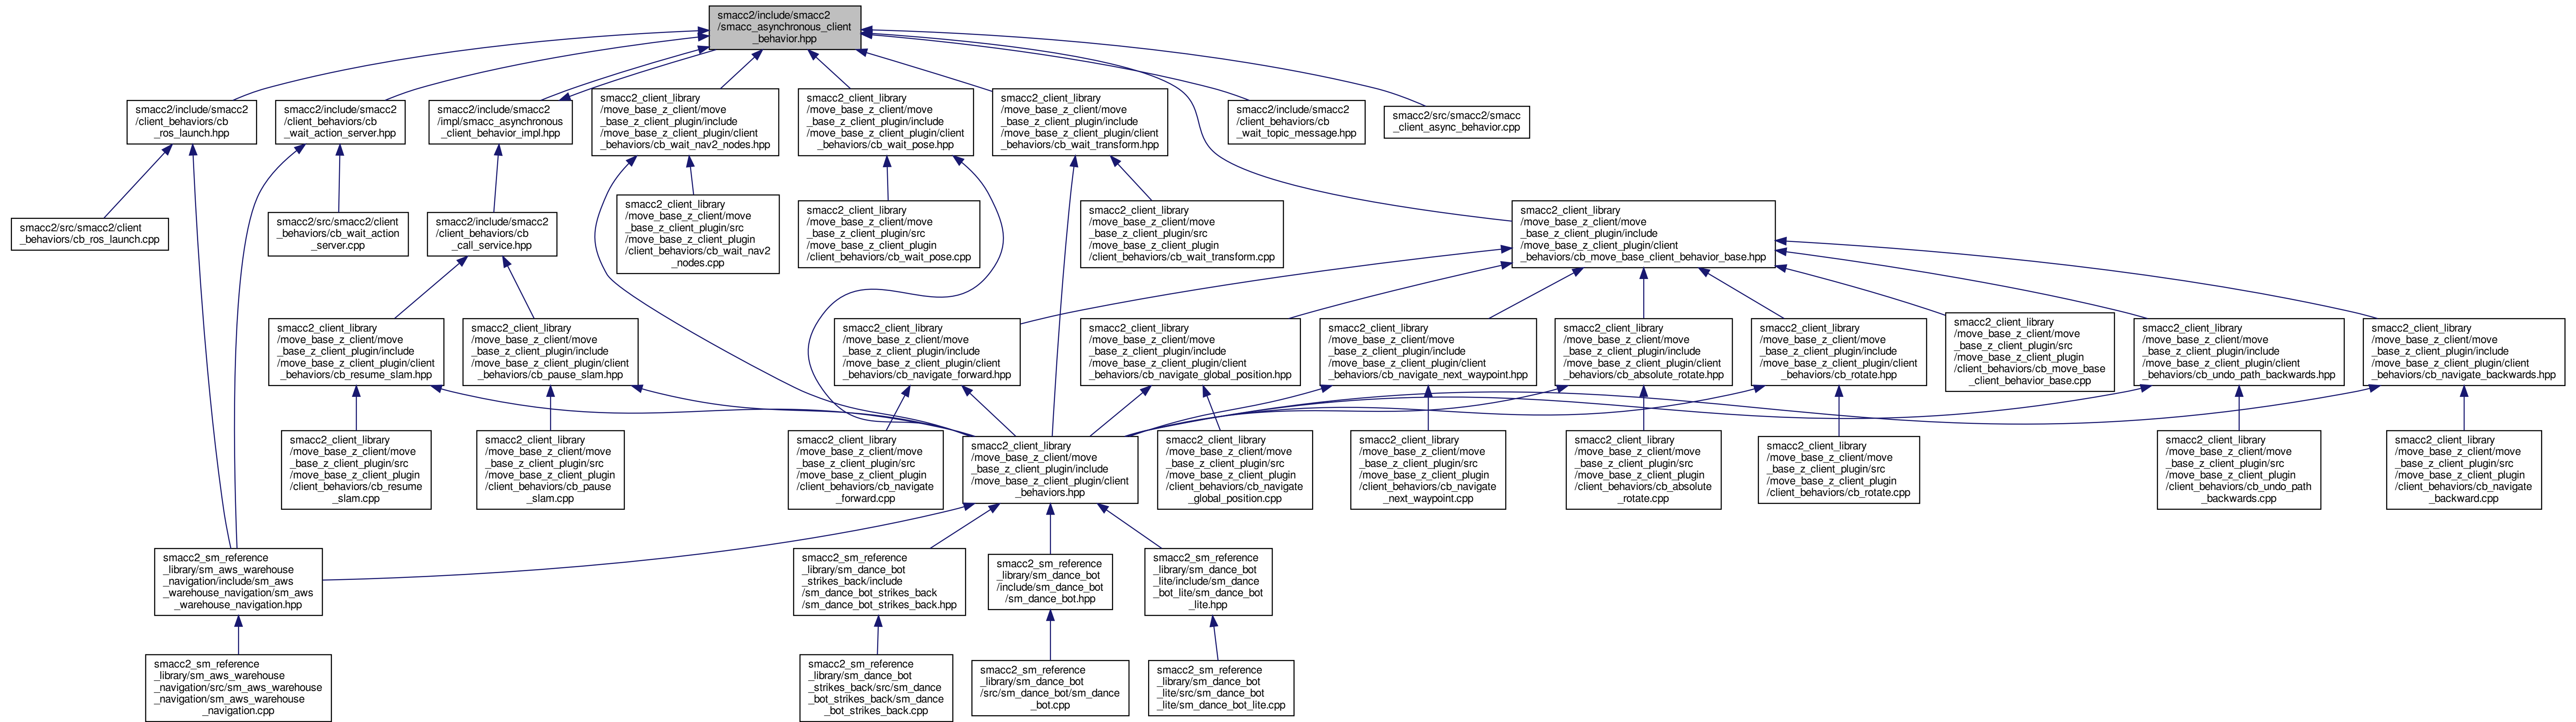 smacc2/include/smacc2
/smacc_asynchronous_client
_behavior.hpp
smacc2/include/smacc2
/client_behaviors/cb
_ros_launch.hpp
smacc2/include/smacc2
/client_behaviors/cb
_wait_action_server.hpp
smacc2/include/smacc2
/impl/smacc_asynchronous
_client_behavior_impl.hpp
smacc2_client_library
/move_base_z_client/move
_base_z_client_plugin/include
/move_base_z_client_plugin/client
_behaviors/cb_wait_nav2_nodes.hpp
smacc2_client_library
/move_base_z_client/move
_base_z_client_plugin/include
/move_base_z_client_plugin/client
_behaviors/cb_wait_pose.hpp
smacc2_client_library
/move_base_z_client/move
_base_z_client_plugin/include
/move_base_z_client_plugin/client
_behaviors/cb_wait_transform.hpp
smacc2/include/smacc2
/client_behaviors/cb
_wait_topic_message.hpp
smacc2/src/smacc2/smacc
_client_async_behavior.cpp
smacc2/src/smacc2/client
_behaviors/cb_ros_launch.cpp
smacc2/src/smacc2/client
_behaviors/cb_wait_action
_server.cpp
smacc2/include/smacc2
/client_behaviors/cb
_call_service.hpp
smacc2_client_library
/move_base_z_client/move
_base_z_client_plugin/src
/move_base_z_client_plugin
/client_behaviors/cb_wait_nav2
_nodes.cpp
smacc2_client_library
/move_base_z_client/move
_base_z_client_plugin/src
/move_base_z_client_plugin
/client_behaviors/cb_wait_pose.cpp
smacc2_client_library
/move_base_z_client/move
_base_z_client_plugin/src
/move_base_z_client_plugin
/client_behaviors/cb_wait_transform.cpp
smacc2_client_library
/move_base_z_client/move
_base_z_client_plugin/include
/move_base_z_client_plugin/client
_behaviors/cb_move_base_client_behavior_base.hpp
smacc2_client_library
/move_base_z_client/move
_base_z_client_plugin/include
/move_base_z_client_plugin/client
_behaviors/cb_resume_slam.hpp
smacc2_client_library
/move_base_z_client/move
_base_z_client_plugin/include
/move_base_z_client_plugin/client
_behaviors/cb_pause_slam.hpp
smacc2_client_library
/move_base_z_client/move
_base_z_client_plugin/include
/move_base_z_client_plugin/client
_behaviors/cb_navigate_forward.hpp
smacc2_client_library
/move_base_z_client/move
_base_z_client_plugin/include
/move_base_z_client_plugin/client
_behaviors/cb_navigate_global_position.hpp
smacc2_client_library
/move_base_z_client/move
_base_z_client_plugin/include
/move_base_z_client_plugin/client
_behaviors/cb_navigate_next_waypoint.hpp
smacc2_client_library
/move_base_z_client/move
_base_z_client_plugin/include
/move_base_z_client_plugin/client
_behaviors/cb_absolute_rotate.hpp
smacc2_client_library
/move_base_z_client/move
_base_z_client_plugin/include
/move_base_z_client_plugin/client
_behaviors/cb_rotate.hpp
smacc2_client_library
/move_base_z_client/move
_base_z_client_plugin/src
/move_base_z_client_plugin
/client_behaviors/cb_move_base
_client_behavior_base.cpp
smacc2_client_library
/move_base_z_client/move
_base_z_client_plugin/include
/move_base_z_client_plugin/client
_behaviors/cb_undo_path_backwards.hpp
smacc2_client_library
/move_base_z_client/move
_base_z_client_plugin/include
/move_base_z_client_plugin/client
_behaviors/cb_navigate_backwards.hpp
smacc2_client_library
/move_base_z_client/move
_base_z_client_plugin/src
/move_base_z_client_plugin
/client_behaviors/cb_resume
_slam.cpp
smacc2_client_library
/move_base_z_client/move
_base_z_client_plugin/src
/move_base_z_client_plugin
/client_behaviors/cb_pause
_slam.cpp
smacc2_client_library
/move_base_z_client/move
_base_z_client_plugin/src
/move_base_z_client_plugin
/client_behaviors/cb_navigate
_forward.cpp
smacc2_client_library
/move_base_z_client/move
_base_z_client_plugin/include
/move_base_z_client_plugin/client
_behaviors.hpp
smacc2_client_library
/move_base_z_client/move
_base_z_client_plugin/src
/move_base_z_client_plugin
/client_behaviors/cb_navigate
_global_position.cpp
smacc2_client_library
/move_base_z_client/move
_base_z_client_plugin/src
/move_base_z_client_plugin
/client_behaviors/cb_navigate
_next_waypoint.cpp
smacc2_client_library
/move_base_z_client/move
_base_z_client_plugin/src
/move_base_z_client_plugin
/client_behaviors/cb_absolute
_rotate.cpp
smacc2_client_library
/move_base_z_client/move
_base_z_client_plugin/src
/move_base_z_client_plugin
/client_behaviors/cb_rotate.cpp
smacc2_client_library
/move_base_z_client/move
_base_z_client_plugin/src
/move_base_z_client_plugin
/client_behaviors/cb_undo_path
_backwards.cpp
smacc2_client_library
/move_base_z_client/move
_base_z_client_plugin/src
/move_base_z_client_plugin
/client_behaviors/cb_navigate
_backward.cpp
smacc2_sm_reference
_library/sm_aws_warehouse
_navigation/include/sm_aws
_warehouse_navigation/sm_aws
_warehouse_navigation.hpp
smacc2_sm_reference
_library/sm_dance_bot
_strikes_back/include
/sm_dance_bot_strikes_back
/sm_dance_bot_strikes_back.hpp
smacc2_sm_reference
_library/sm_dance_bot
/include/sm_dance_bot
/sm_dance_bot.hpp
smacc2_sm_reference
_library/sm_dance_bot
_lite/include/sm_dance
_bot_lite/sm_dance_bot
_lite.hpp
smacc2_sm_reference
_library/sm_aws_warehouse
_navigation/src/sm_aws_warehouse
_navigation/sm_aws_warehouse
_navigation.cpp
smacc2_sm_reference
_library/sm_dance_bot
_strikes_back/src/sm_dance
_bot_strikes_back/sm_dance
_bot_strikes_back.cpp
smacc2_sm_reference
_library/sm_dance_bot
/src/sm_dance_bot/sm_dance
_bot.cpp
smacc2_sm_reference
_library/sm_dance_bot
_lite/src/sm_dance_bot
_lite/sm_dance_bot_lite.cpp